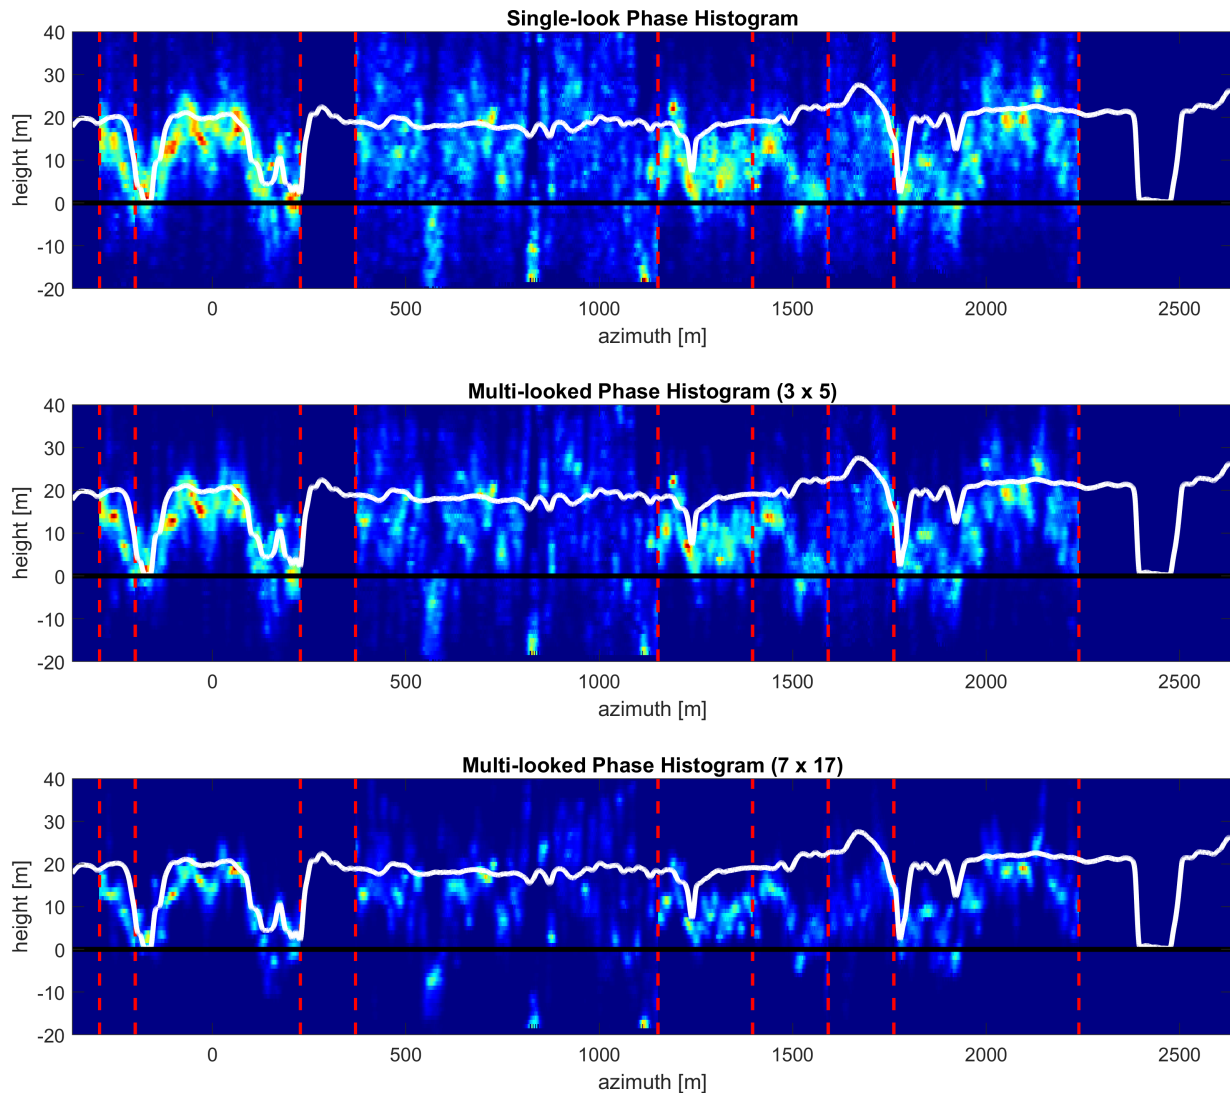 Single-look Phase Histogram
40
30
20
10
0
-10
-20
height [m]
0 500 1000 1500 2000 2500
azimuth [m]
Multi-looked Phase Histogram (3 x 5)
40
30
20
10
0
-10
-20
height [m]
0 500 1000 1500 2000 2500
azimuth [m]
Multi-looked Phase Histogram (7 x 17)
40
30
20
10
0
-10
-20
height [m]
0 500 1000 1500 2000 2500
azimuth [m]